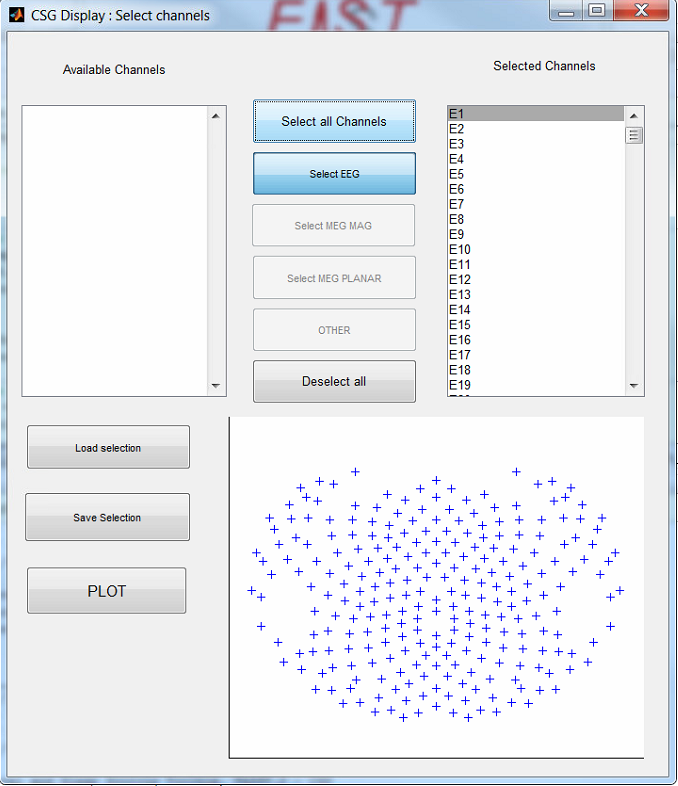 EAST
CSG Display : Select channels
Available Channels
Selected Channels
Select all Channels
Select EEG
Select MEG MAG
Select MEG PLANAR
OTHER
Deselect all
E1
E2
E3
E4
E5
E6
E7
E8
E9
E10
E11
E12
E13
E14
E15
E16
E17
E18
E19
Load selection
Save Selection
PLOT